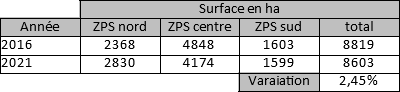 Surface en ha
Année ZPS nord ZPS centre ZPS sud total
2016 2368 4848 1603 8819
2021 2830 4174 1599 8603
Varaiation 2,45%